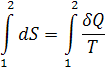 ∫₁² dS = ∫₁² δQ/T